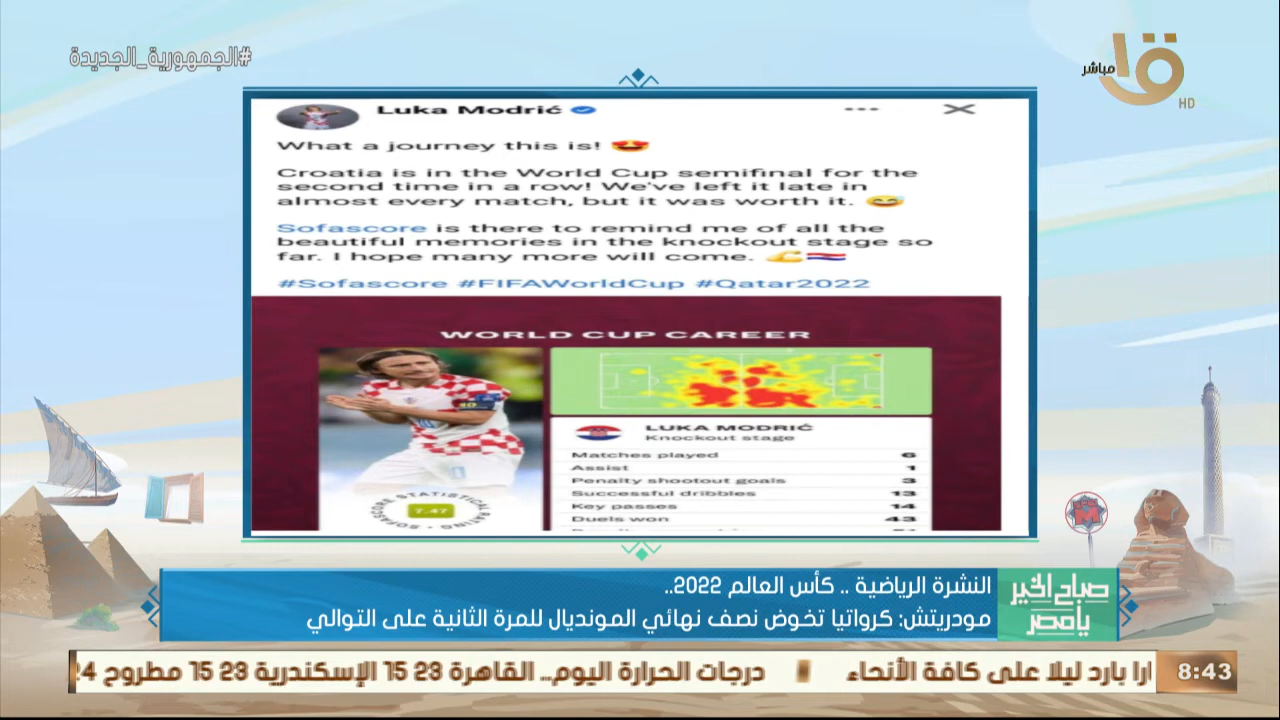 #الجمهورية_الجديدة
مباشر
HD
Luka Modrić
What a journey this is! 🤩
Croatia is in the World Cup semifinal for the
second time in a row! We've left it late in
almost every match, but it was worth it. 😅
Sofascore is there to remind me of all the
beautiful memories in the knockout stage so
far. I hope many more will come. 💪🇭🇷
#Sofascore #FIFAWorldCup #Qatar2022
WORLD CUP CAREER
LUKA MODRIĆ
Knockout stage
Matches played 6
Assist 1
Penalty shootout goals 3
Successful dribbles 13
Key passes 14
Duels won 43
SOFASCORE STATISTICAL RATING
7.47
M
صباح الخير
يا مصر
النشرة الرياضية .. كأس العالم 2022..
مودريتش: كرواتيا تخوض نصف نهائي المونديال للمرة الثانية على التوالي
8:43
ارا بارد ليلا على كافة الأنحاء درجات الحرارة اليوم.. القاهرة 23 15 الإسكندرية 23 15 مطروح 24